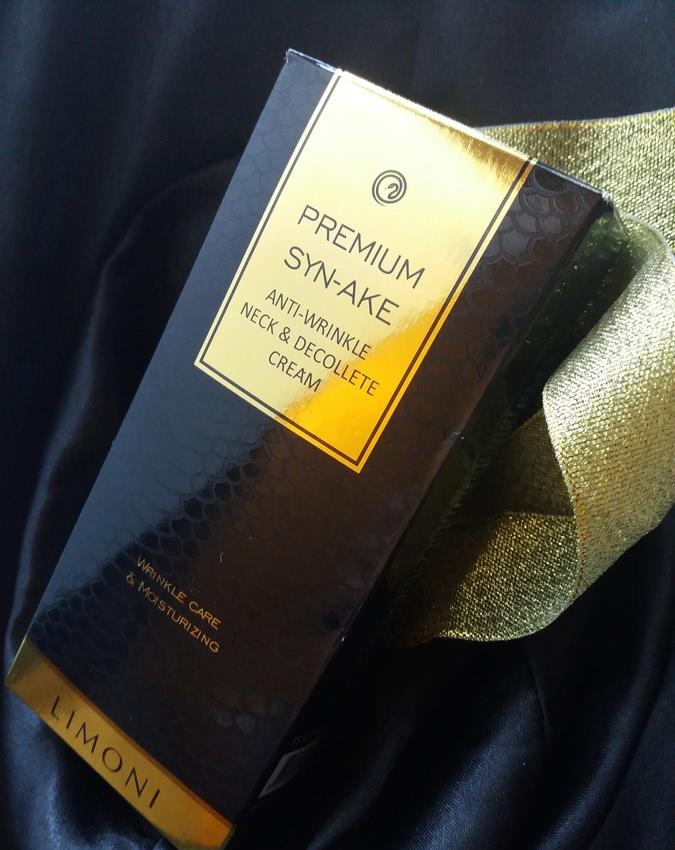 PREMIUM
SYN-AKE
ANTI-WRINKLE
NECK & DECOLLETE
CREAM
WRINKLE CARE
& MOISTURIZING
LIMONI